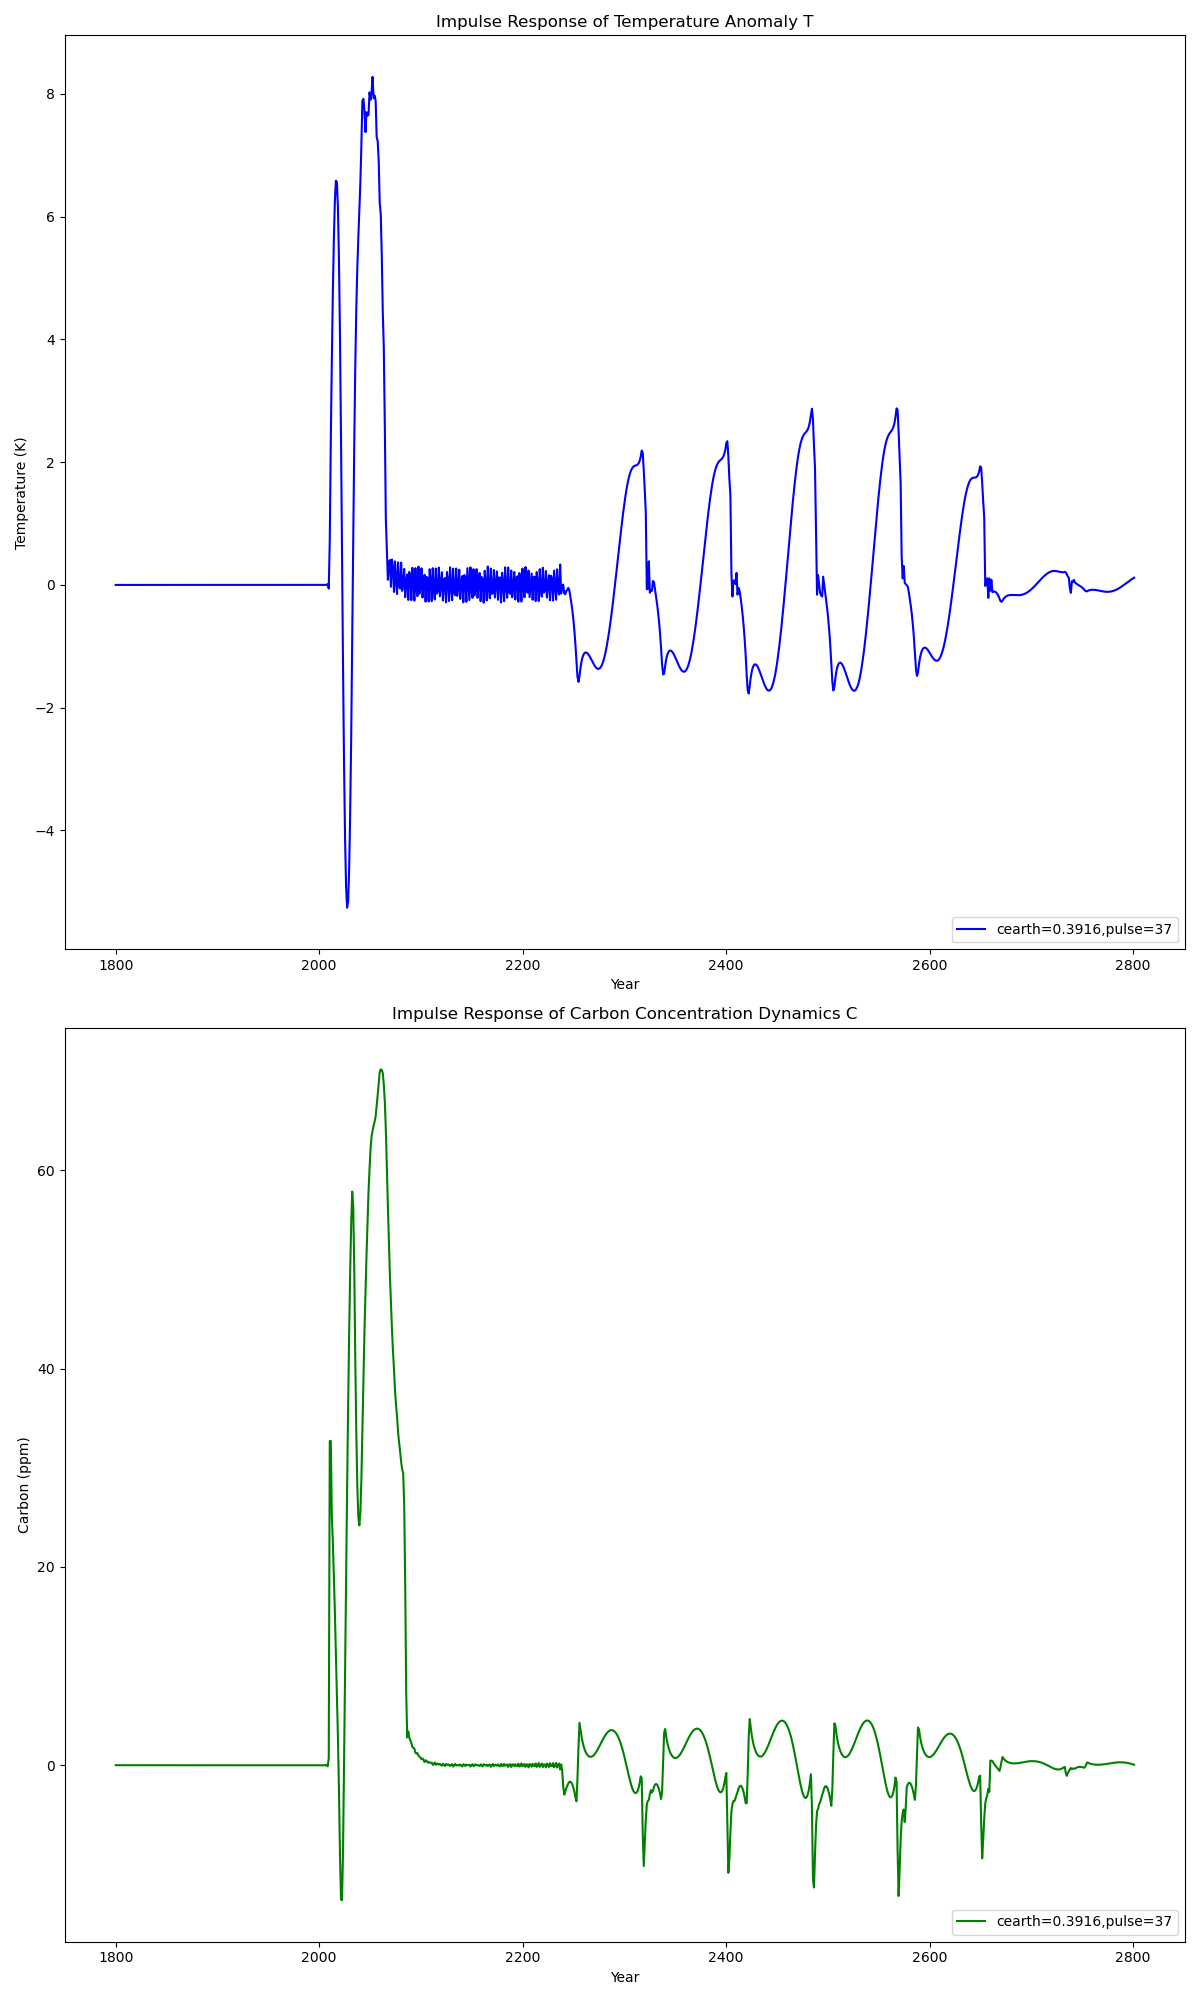 Impulse Response of Temperature Anomaly T
8
6
4
2
0
−2
−4
Temperature (K)
cearth=0.3916,pulse=37
1800 2000 2200 2400 2600 2800
Year
Impulse Response of Carbon Concentration Dynamics C
60
40
20
0
Carbon (ppm)
cearth=0.3916,pulse=37
1800 2000 2200 2400 2600 2800
Year